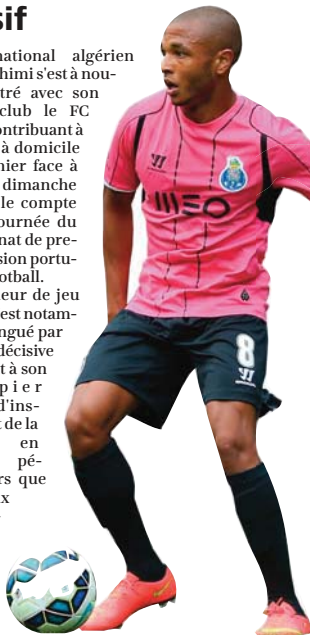 sif
national algérien
himi s'est à nou-
tré avec son
club le FC
ontribuant à
à domicile
nier face à
dimanche
le compte
ournée du
nat de pre-
sion portu-
otball.
eur de jeu
est notam-
ngué par
décisive
t à son
p i e r
d'ins-
t de la
en
pé-
rs que
x
MEO
8